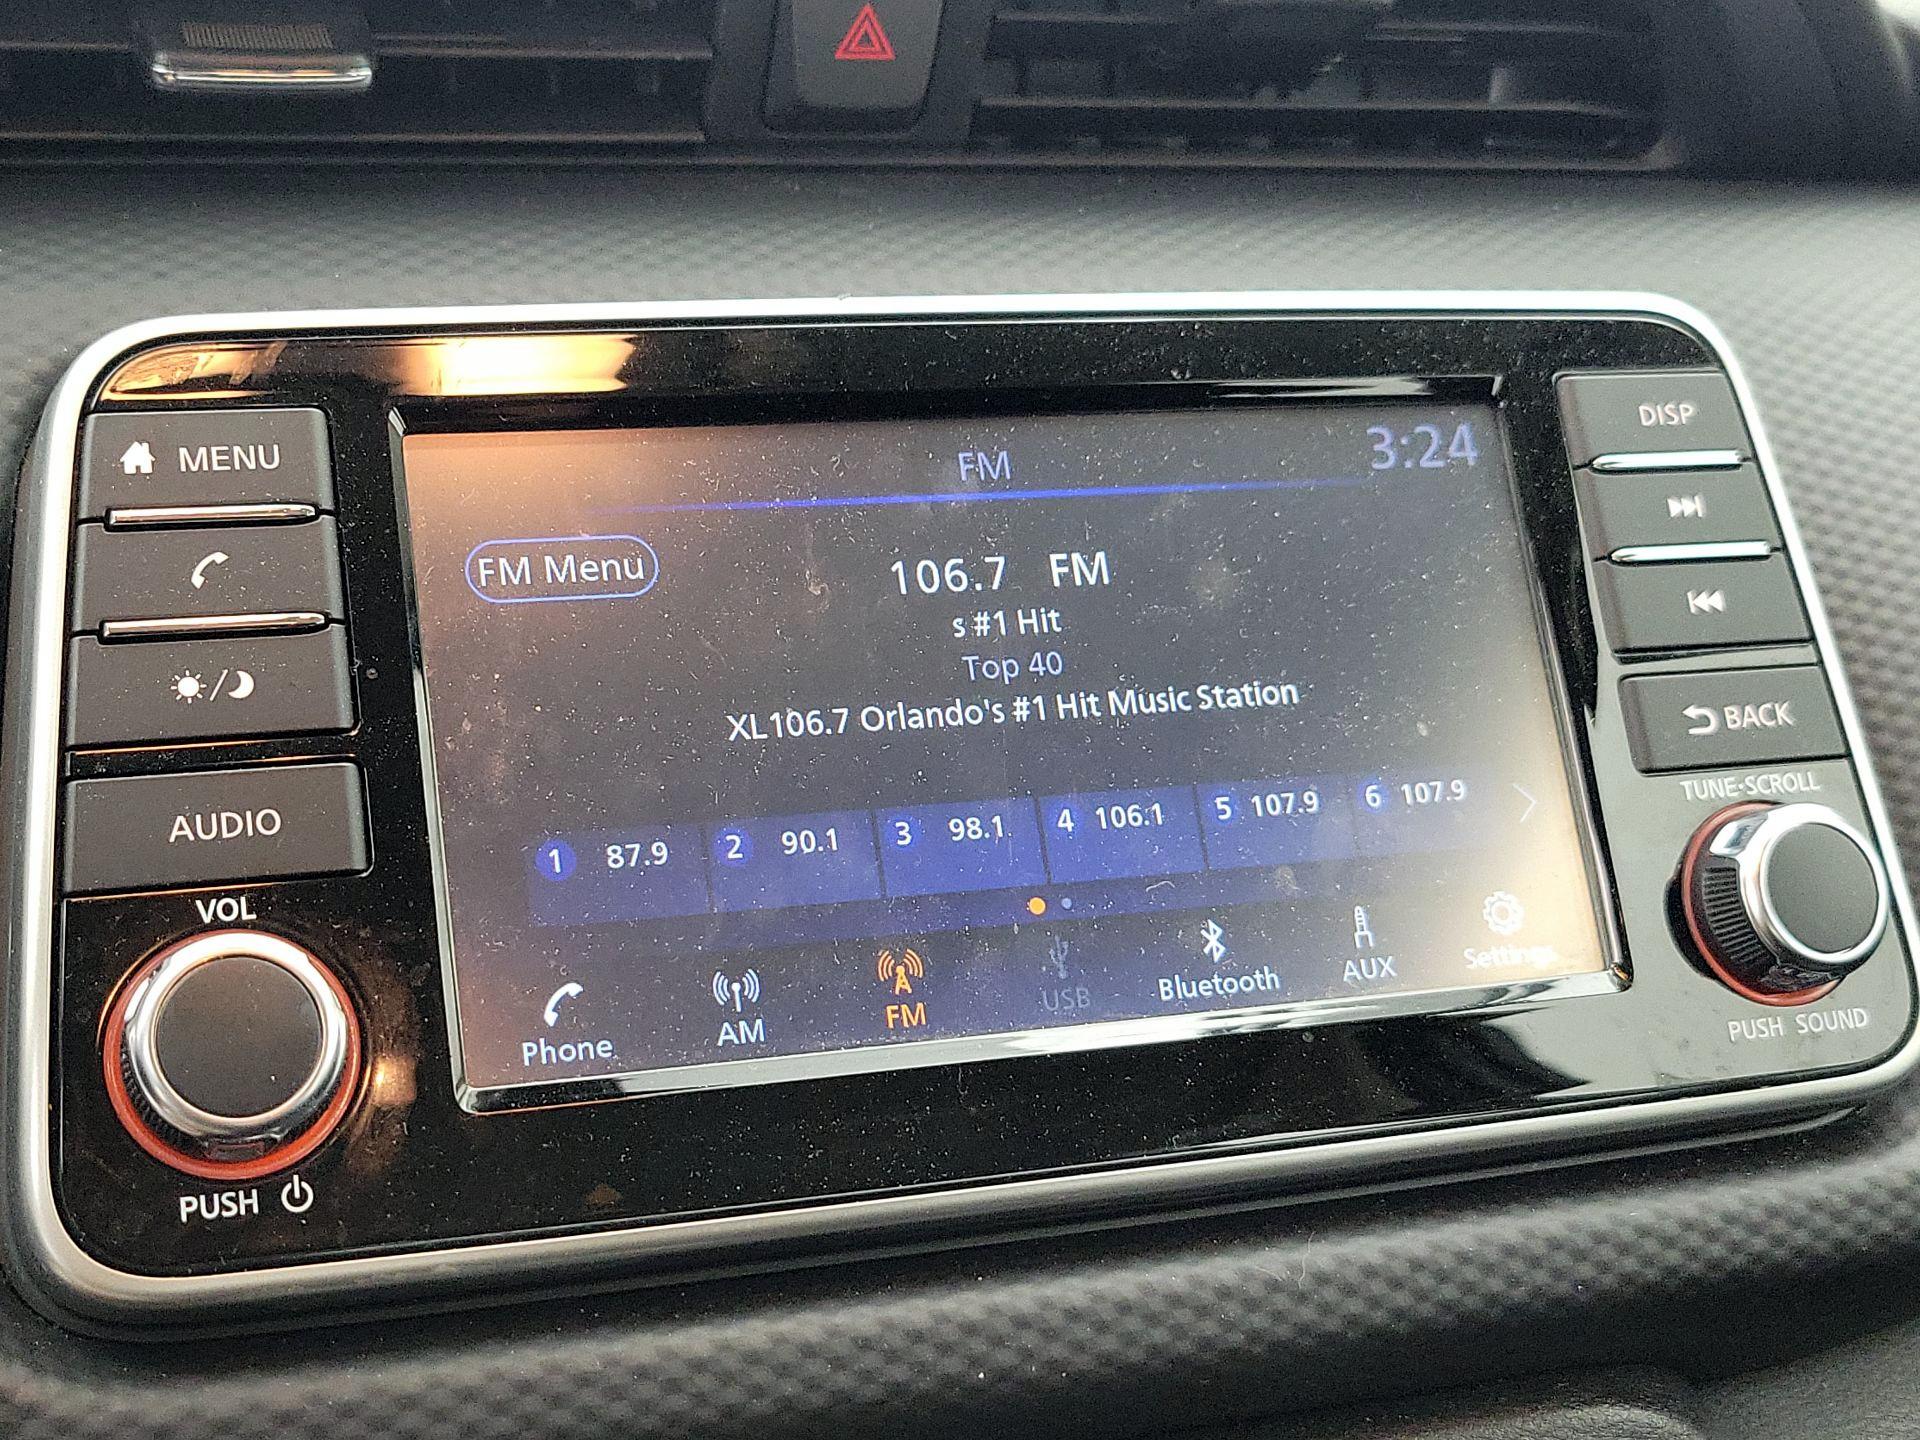 MENU
AUDIO
VOL
PUSH
FM
3:24
FM Menu
106.7 FM
s #1 Hit
Top 40
XL106.7 Orlando's #1 Hit Music Station
1 87.9 2 90.1 3 98.1 4 106.1 5 107.9 6 107.9
Phone AM FM USB Bluetooth AUX Settings
DISP
BACK
TUNE•SCROLL
PUSH SOUND